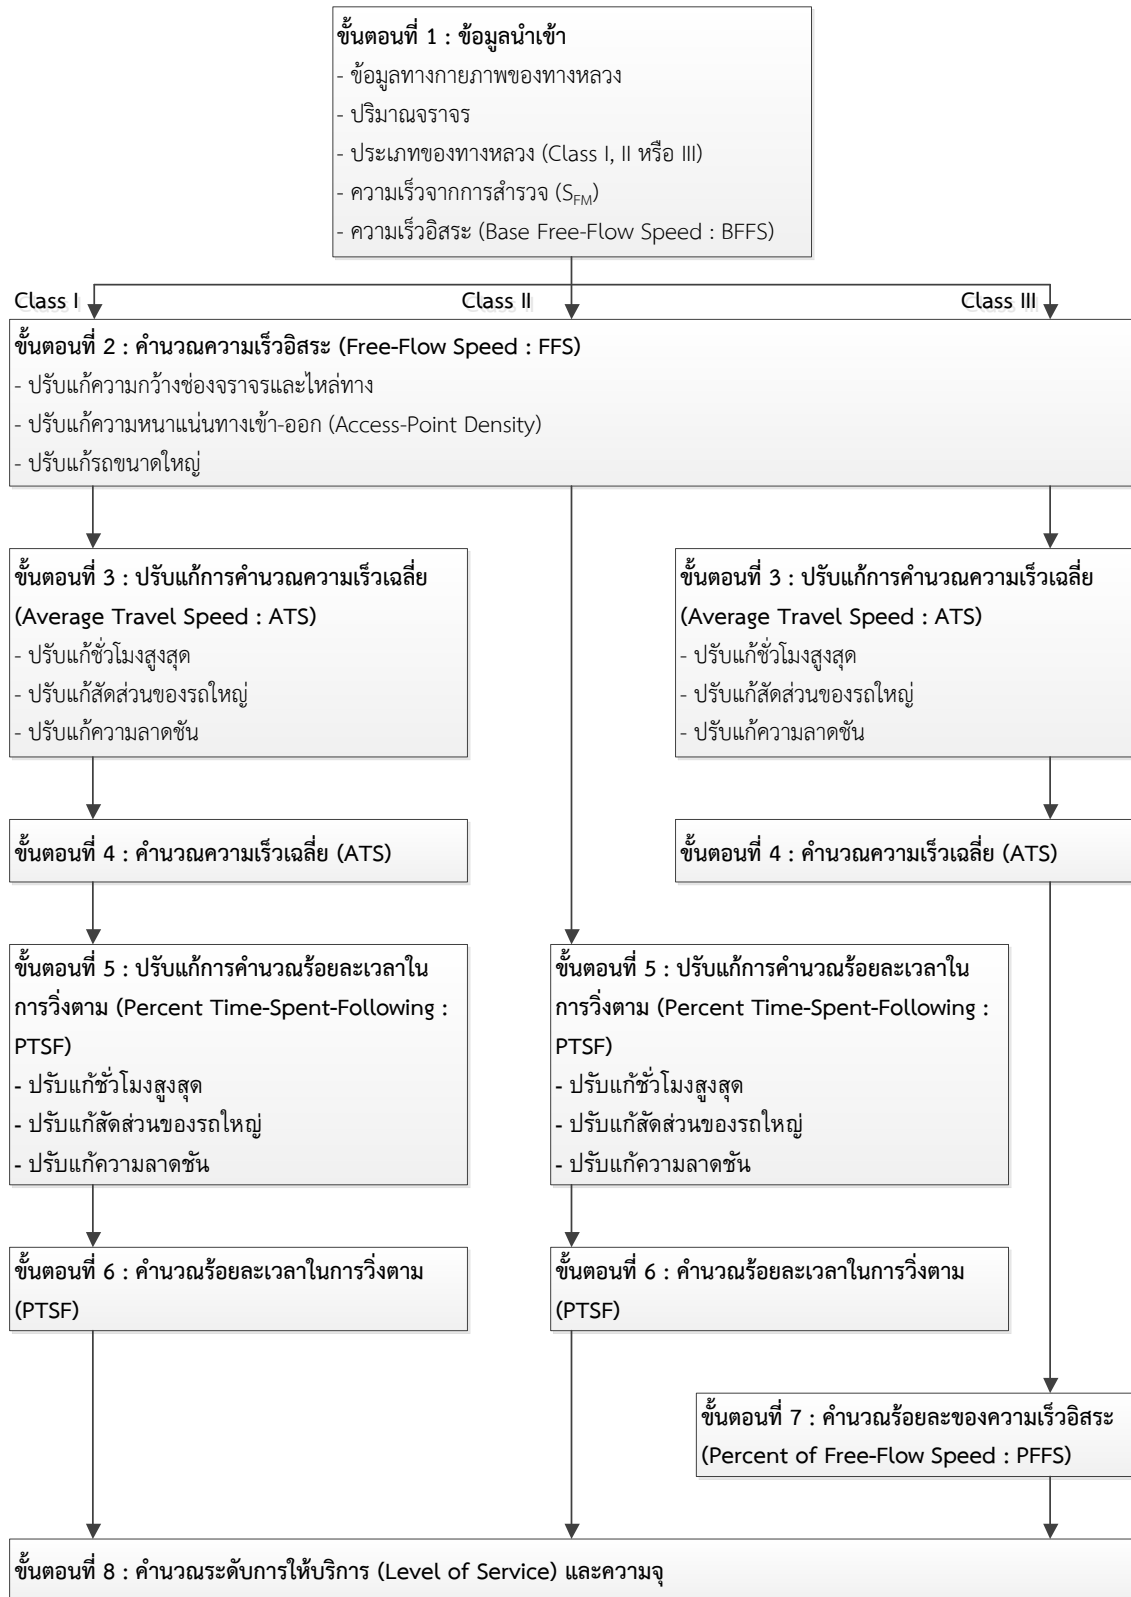 ขั้นตอนที่ 1 : ข้อมูลนำเข้า
- ข้อมูลทางกายภาพของทางหลวง
- ปริมาณจราจร
- ประเภทของทางหลวง (Class I, II หรือ III)
- ความเร็วจากการสำรวจ (SFM)
- ความเร็วอิสระ (Base Free-Flow Speed : BFFS)
Class I
Class II
Class III
ขั้นตอนที่ 2 : คำนวณความเร็วอิสระ (Free-Flow Speed : FFS)
- ปรับแก้ความกว้างช่องจราจรและไหล่ทาง
- ปรับแก้ความหนาแน่นทางเข้า-ออก (Access-Point Density)
- ปรับแก้รถขนาดใหญ่
ขั้นตอนที่ 3 : ปรับแก้การคำนวณความเร็วเฉลี่ย
(Average Travel Speed : ATS)
- ปรับแก้ชั่วโมงสูงสุด
- ปรับแก้สัดส่วนของรถใหญ่
- ปรับแก้ความลาดชัน
ขั้นตอนที่ 3 : ปรับแก้การคำนวณความเร็วเฉลี่ย
(Average Travel Speed : ATS)
- ปรับแก้ชั่วโมงสูงสุด
- ปรับแก้สัดส่วนของรถใหญ่
- ปรับแก้ความลาดชัน
ขั้นตอนที่ 4 : คำนวณความเร็วเฉลี่ย (ATS)
ขั้นตอนที่ 4 : คำนวณความเร็วเฉลี่ย (ATS)
ขั้นตอนที่ 5 : ปรับแก้การคำนวณร้อยละเวลาใน
การวิ่งตาม (Percent Time-Spent-Following :
PTSF)
- ปรับแก้ชั่วโมงสูงสุด
- ปรับแก้สัดส่วนของรถใหญ่
- ปรับแก้ความลาดชัน
ขั้นตอนที่ 5 : ปรับแก้การคำนวณร้อยละเวลาใน
การวิ่งตาม (Percent Time-Spent-Following :
PTSF)
- ปรับแก้ชั่วโมงสูงสุด
- ปรับแก้สัดส่วนของรถใหญ่
- ปรับแก้ความลาดชัน
ขั้นตอนที่ 6 : คำนวณร้อยละเวลาในการวิ่งตาม
(PTSF)
ขั้นตอนที่ 6 : คำนวณร้อยละเวลาในการวิ่งตาม
(PTSF)
ขั้นตอนที่ 7 : คำนวณร้อยละของความเร็วอิสระ
(Percent of Free-Flow Speed : PFFS)
ขั้นตอนที่ 8 : คำนวณระดับการให้บริการ (Level of Service) และความจุ